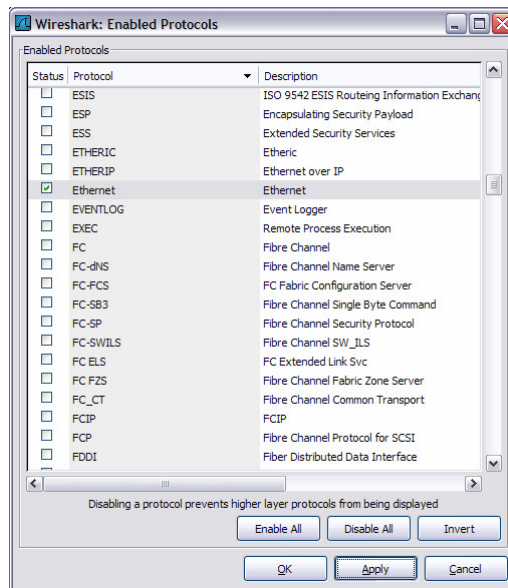 Wireshark: Enabled Protocols
Enabled Protocols
Status Protocol Description
ESIS ISO 9542 ESIS Routeing Information Exchang
ESP Encapsulating Security Payload
ESS Extended Security Services
ETHERIC Etheric
ETHERIP Ethernet over IP
Ethernet Ethernet
EVENTLOG Event Logger
EXEC Remote Process Execution
FC Fibre Channel
FC-dNS Fibre Channel Name Server
FC-FCS FC Fabric Configuration Server
FC-SB3 Fibre Channel Single Byte Command
FC-SP Fibre Channel Security Protocol
FC-SWILS Fibre Channel SW_ILS
FC ELS FC Extended Link Svc
FC FZS Fibre Channel Fabric Zone Server
FC_CT Fibre Channel Common Transport
FCIP FCIP
FCP Fibre Channel Protocol for SCSI
FDDI Fiber Distributed Data Interface
Disabling a protocol prevents higher layer protocols from being displayed
Enable All Disable All Invert
OK Apply Cancel